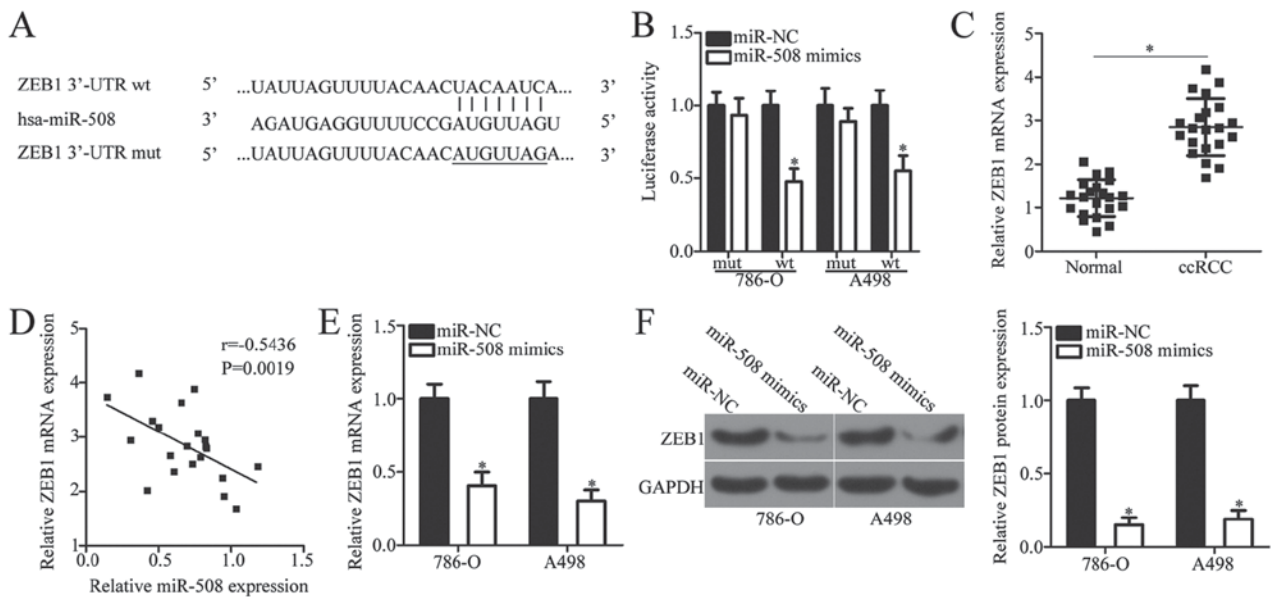 A
ZEB1 3’-UTR wt 5’ ...UAUUAGUUUUACAACUACAAUCA... 3’
hsa-miR-508 3’ AGAUGAGGUUUUCCGAUGUUAGU 5’
ZEB1 3’-UTR mut 5’ ...UAUUAGUUUUACAACAUGUUAGA... 3’
B
miR-NC
miR-508 mimics
Luciferase activity
1.5
1.0
0.5
0.0
* *
mut wt mut wt
786-O A498
C
Relative ZEB1 mRNA expression
5
4
3
2
1
0
*
Normal ccRCC
D
Relative ZEB1 mRNA expression
5
4
3
2
1
r=-0.5436
P=0.0019
0.0 0.5 1.0 1.5
Relative miR-508 expression
E
Relative ZEB1 mRNA expression
1.5
1.0
0.5
0.0
miR-NC
miR-508 mimics
* *
786-O A498
F
miR-NC
miR-508 mimics
miR-NC
miR-508 mimics
ZEB1
GAPDH
786-O A498
Relative ZEB1 protein expression
1.5
1.0
0.5
0.0
miR-NC
miR-508 mimics
* *
786-O A498